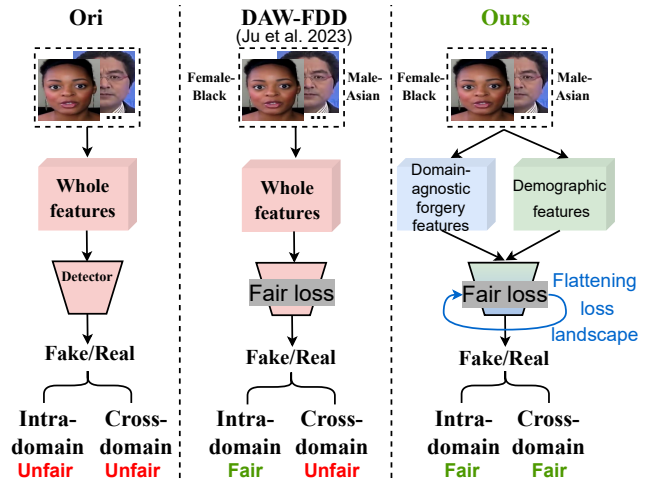 Ori
...
Whole
features
Detector
Fake/Real
Intra-
domain
Unfair
Cross-
domain
Unfair
DAW-FDD
(Ju et al. 2023)
Female-
Black
...
Male-
Asian
Whole
features
Fair loss
Fake/Real
Intra-
domain
Fair
Cross-
domain
Unfair
Ours
Female-
Black
...
Male-
Asian
Domain-
agnostic
forgery
features
Demographic
features
Fair loss
Flattening
loss
landscape
Fake/Real
Intra-
domain
Fair
Cross-
domain
Fair